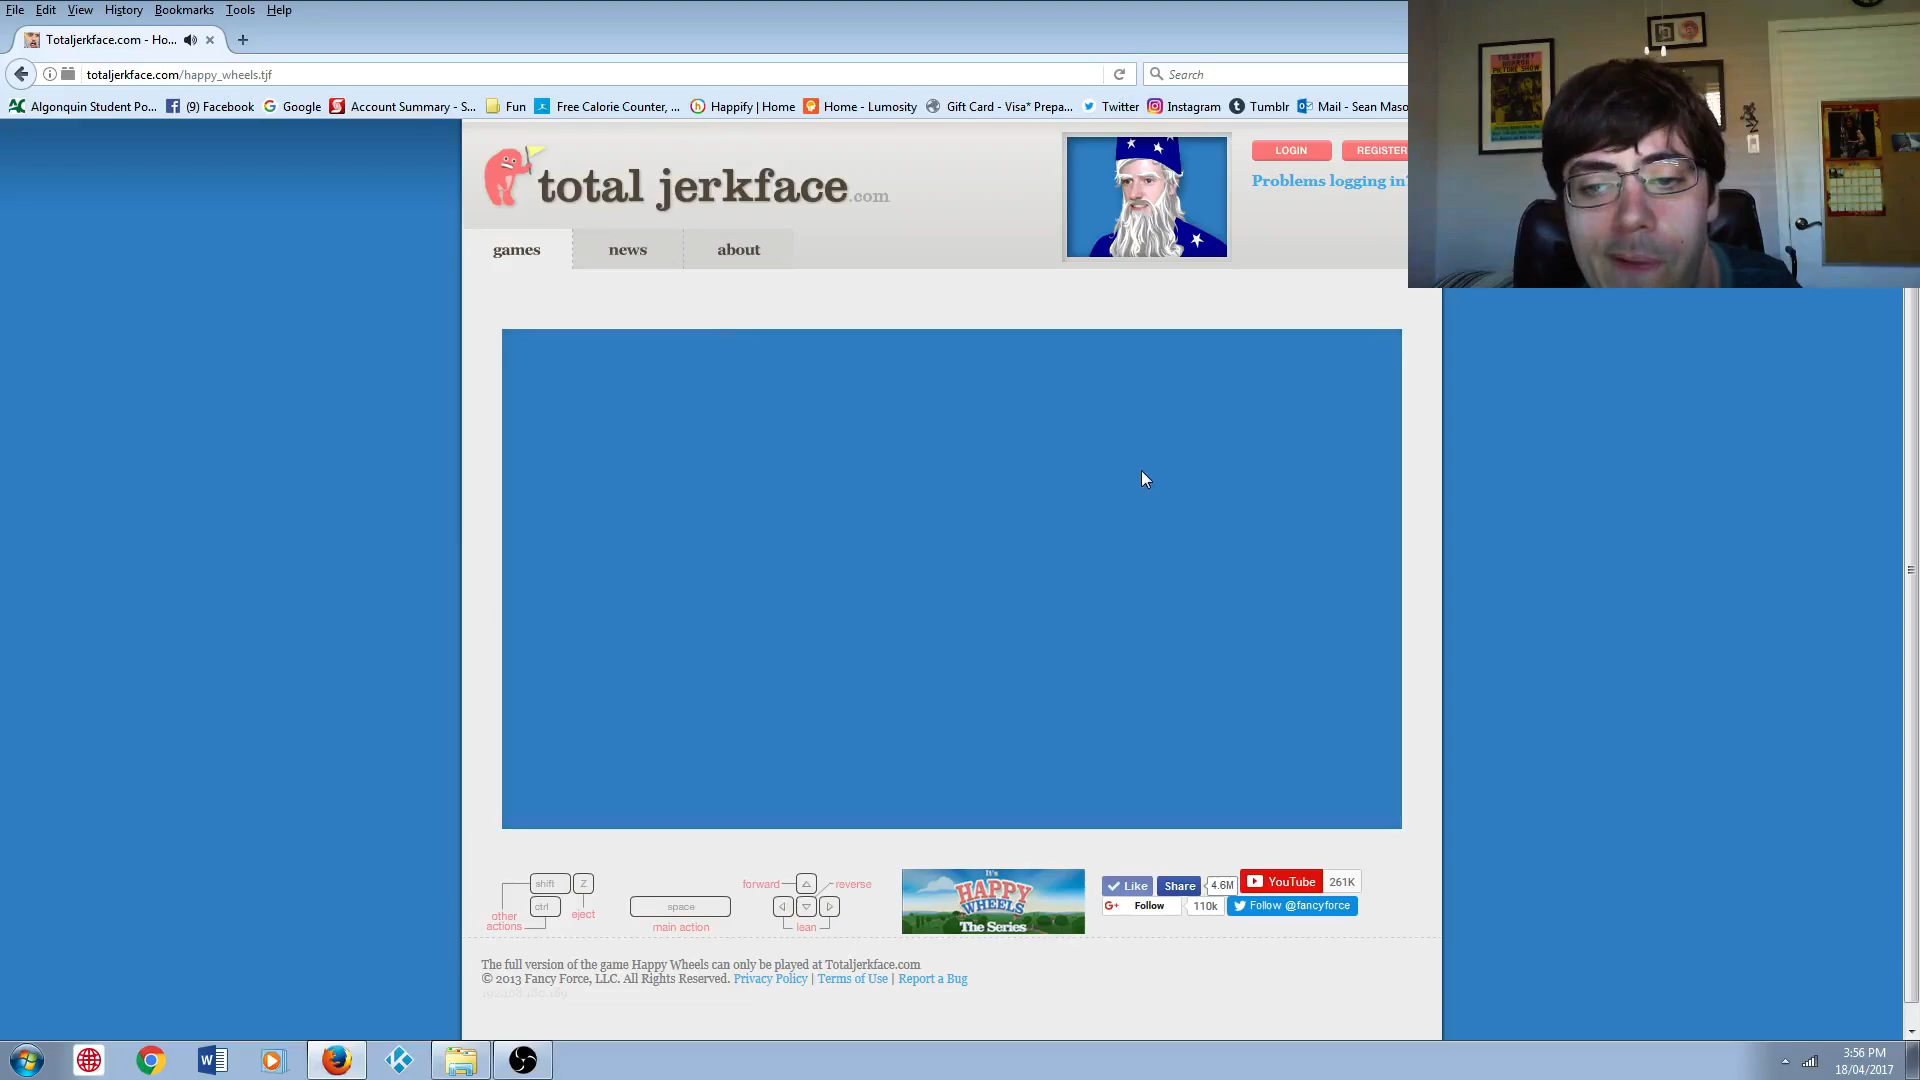 File Edit View History Bookmarks Tools Help
Totaljerkface.com - Ho...
totaljerkface.com/happy_wheels.tjf
Search
Algonquin Student Po... (9) Facebook Google Account Summary - S... Fun Free Calorie Counter, ... Happify | Home Home - Lumosity Gift Card - Visa* Prepa... Twitter Instagram Tumblr Mail - Sean Maso
total jerkface.com
LOGIN REGISTER
Problems logging in?
games news about
shift Z
ctrl
other actions
eject
space
main action
forward reverse
lean
It's
HAPPY WHEELS
The Series
Like Share 4.6M YouTube 261K
G+ Follow 110k Follow @fancyforce
The full version of the game Happy Wheels can only be played at Totaljerkface.com
© 2013 Fancy Force, LLC. All Rights Reserved. Privacy Policy | Terms of Use | Report a Bug
3:56 PM
18/04/2017